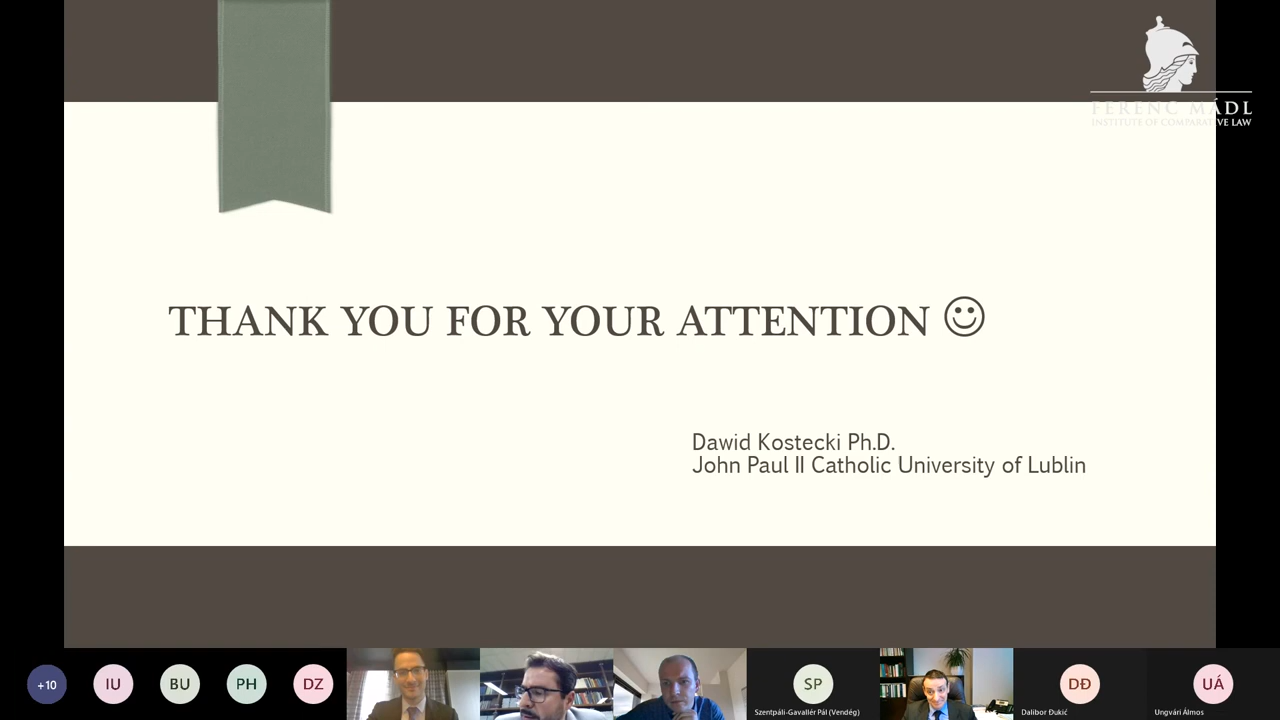 FERENC MÁDL
INSTITUTE OF COMPARATIVE LAW
THANK YOU FOR YOUR ATTENTION ☺
Dawid Kostecki Ph.D.
John Paul II Catholic University of Lublin
+10
IU
BU
PH
DZ
SP
Szentpáli-Gavallér Pál (Vendég)
DĐ
Dalibor Đukić
UÁ
Ungvári Álmos